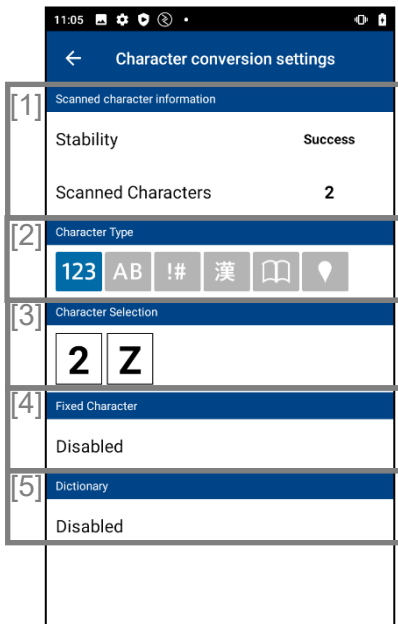 11:05
Character conversion settings
[1] Scanned character information
Stability Success
Scanned Characters 2
[2] Character Type
123 AB !# 漢
[3] Character Selection
2 Z
[4] Fixed Character
Disabled
[5] Dictionary
Disabled